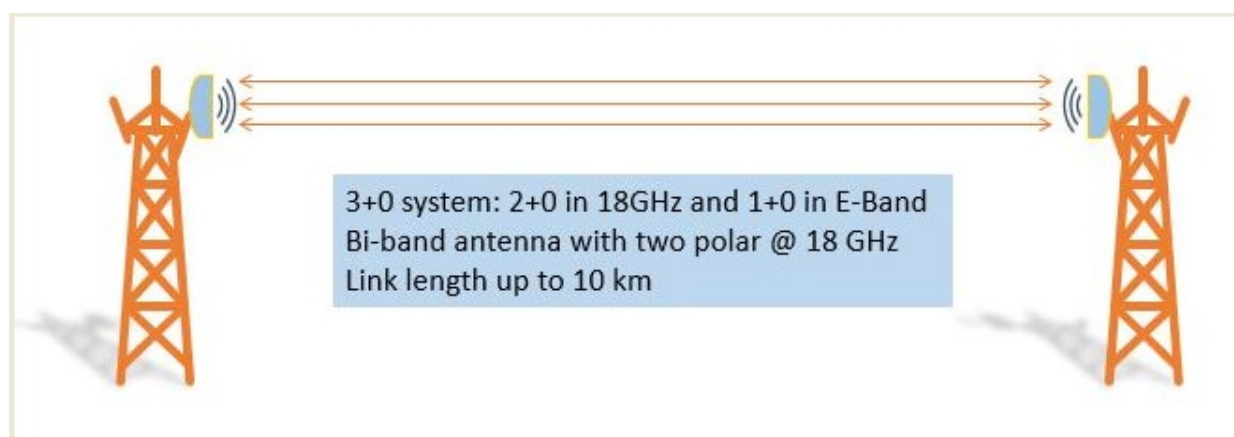 3+0 system: 2+0 in 18GHz and 1+0 in E-Band
Bi-band antenna with two polar @ 18 GHz
Link length up to 10 km